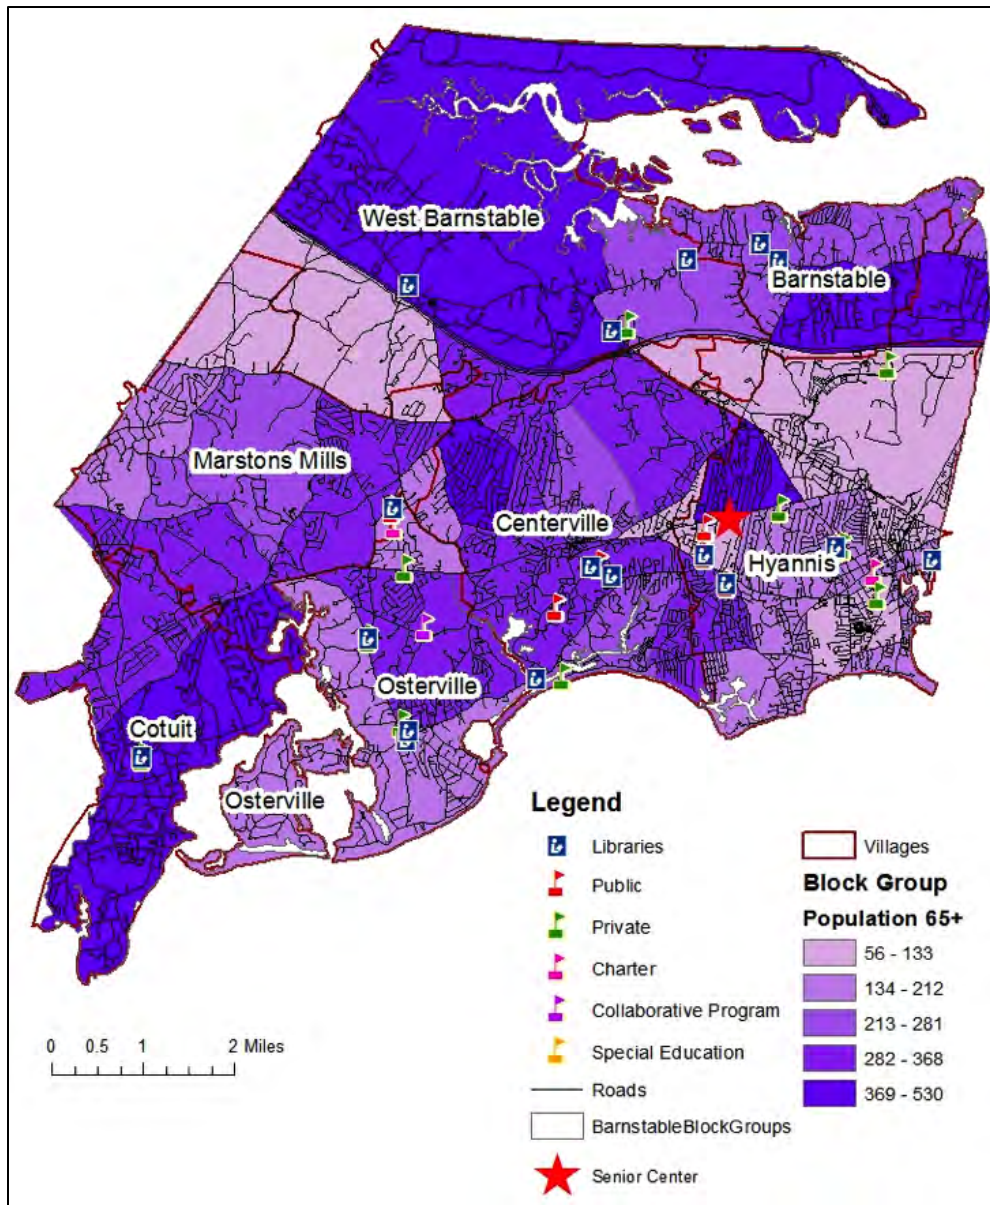 West Barnstable
Barnstable
Marstons Mills
Centerville
Hyannis
Osterville
Cotuit
Osterville
Legend
Libraries
Public
Private
Charter
Collaborative Program
Special Education
Roads
BarnstableBlockGroups
Senior Center
Villages
Block Group
Population 65+
56 - 133
134 - 212
213 - 281
282 - 368
369 - 530
0 0.5 1 2 Miles